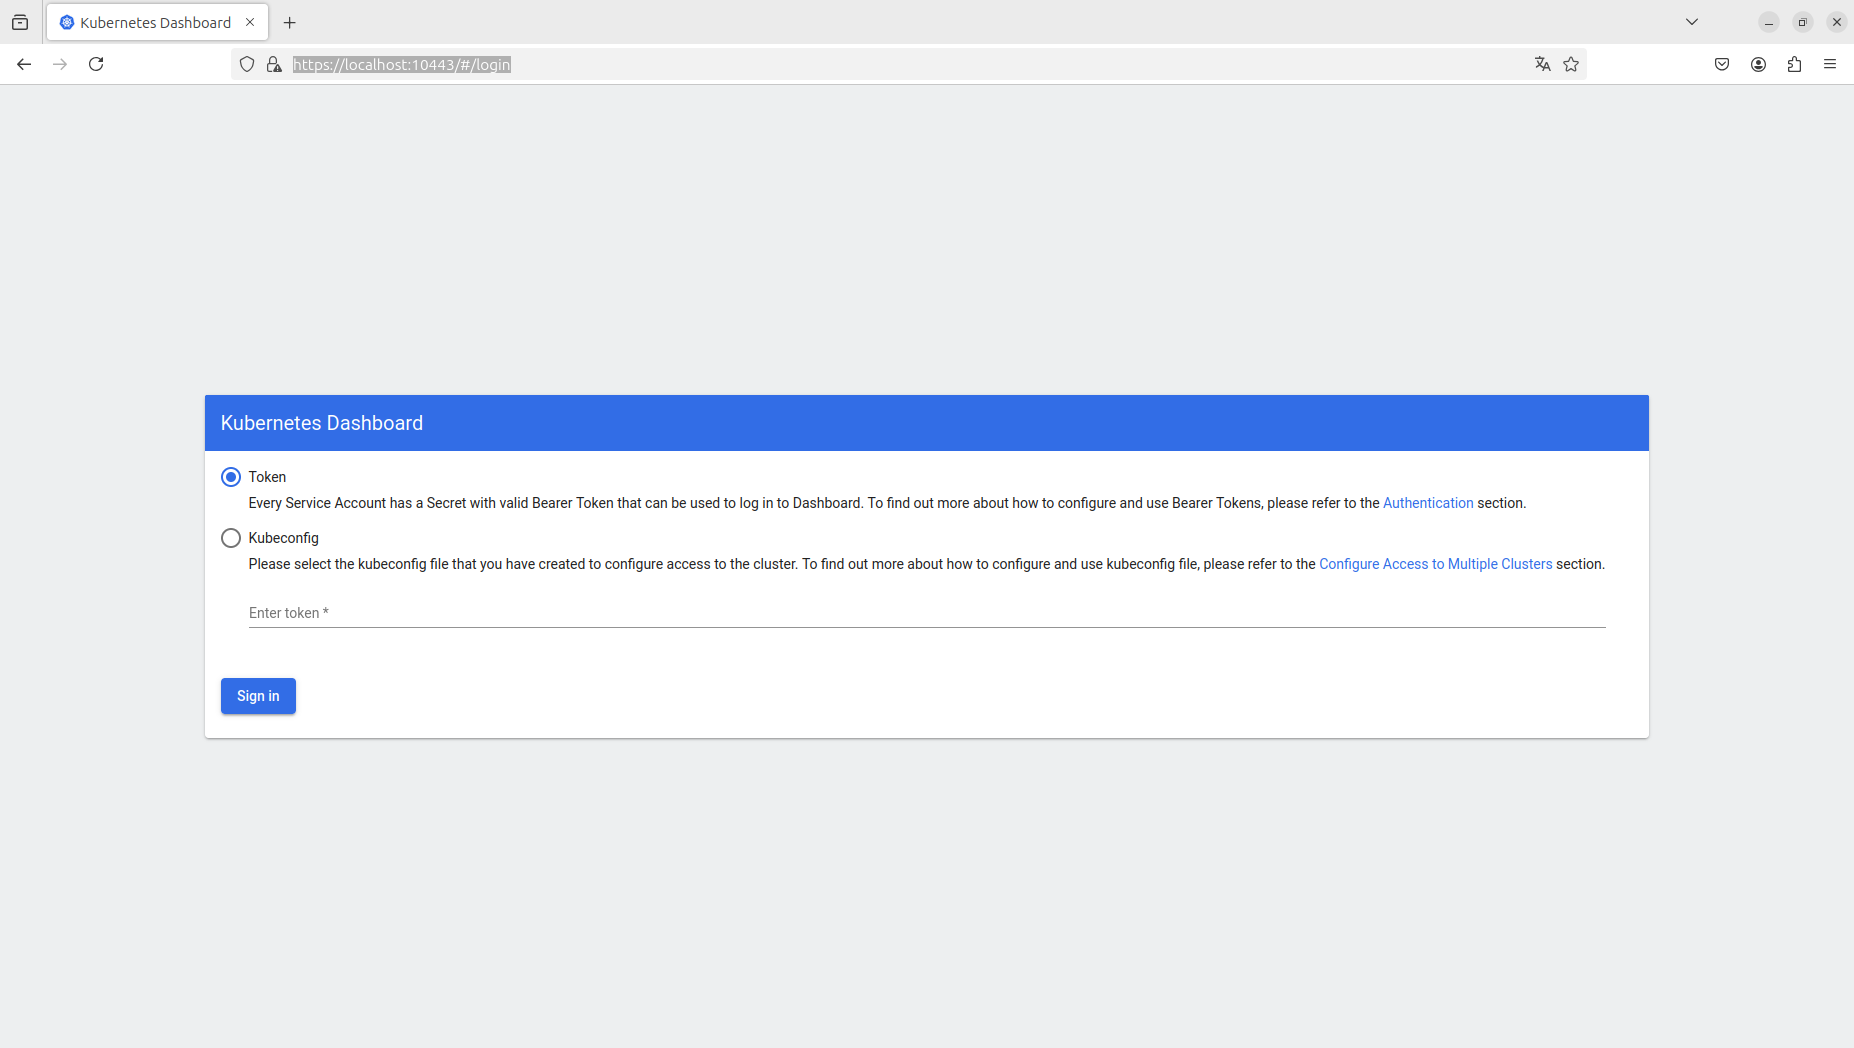 Kubernetes Dashboard
https://localhost:10443/#/login
Kubernetes Dashboard
Token
Every Service Account has a Secret with valid Bearer Token that can be used to log in to Dashboard. To find out more about how to configure and use Bearer Tokens, please refer to the Authentication section.
Kubeconfig
Please select the kubeconfig file that you have created to configure access to the cluster. To find out more about how to configure and use kubeconfig file, please refer to the Configure Access to Multiple Clusters section.
Enter token *
Sign in